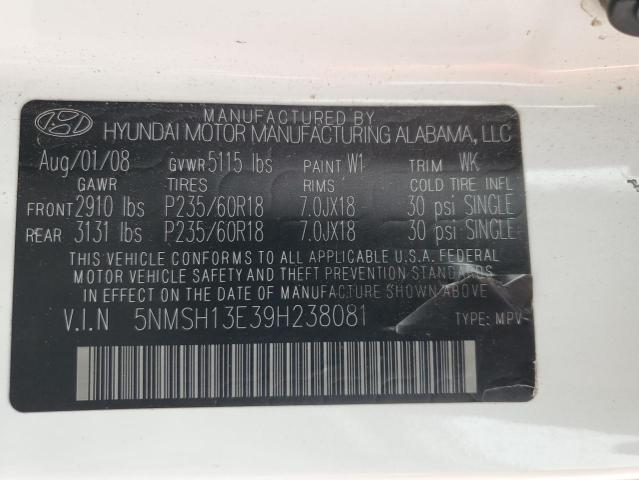 MANUFACTURED BY
HYUNDAI MOTOR MANUFACTURING ALABAMA, LLC
Aug/01/08 GVWR 5115 lbs PAINT W1 TRIM WK
GAWR TIRES RIMS COLD TIRE INFL
FRONT 2910 lbs P235/60R18 7.0JX18 30 psi SINGLE
REAR 3131 lbs P235/60R18 7.0JX18 30 psi SINGLE
THIS VEHICLE CONFORMS TO ALL APPLICABLE U.S.A. FEDERAL
MOTOR VEHICLE SAFETY AND THEFT PREVENTION STANDARDS
IN EFFECT ON THE DATE OF MANUFACTURE SHOWN ABOVE
V.I.N 5NMSH13E39H238081 TYPE: MPV